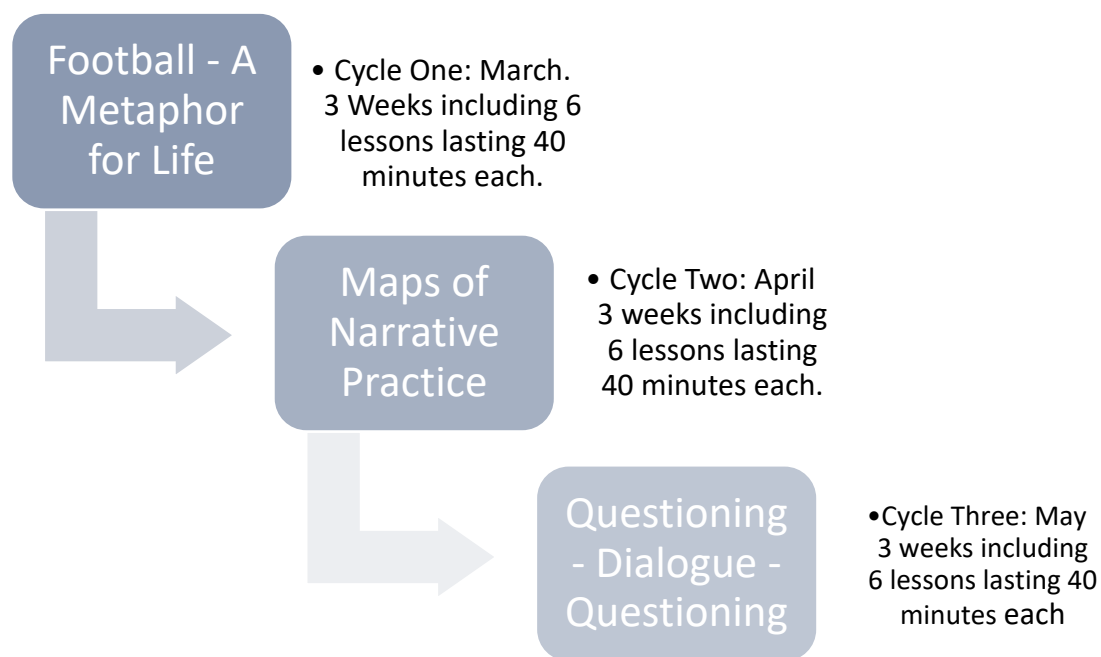 Football - A
Metaphor
for Life
• Cycle One: March.
3 Weeks including 6
lessons lasting 40
minutes each.
Maps of
Narrative
Practice
• Cycle Two: April
3 weeks including
6 lessons lasting
40 minutes each.
Questioning
- Dialogue -
Questioning
•Cycle Three: May
3 weeks including
6 lessons lasting 40
minutes each